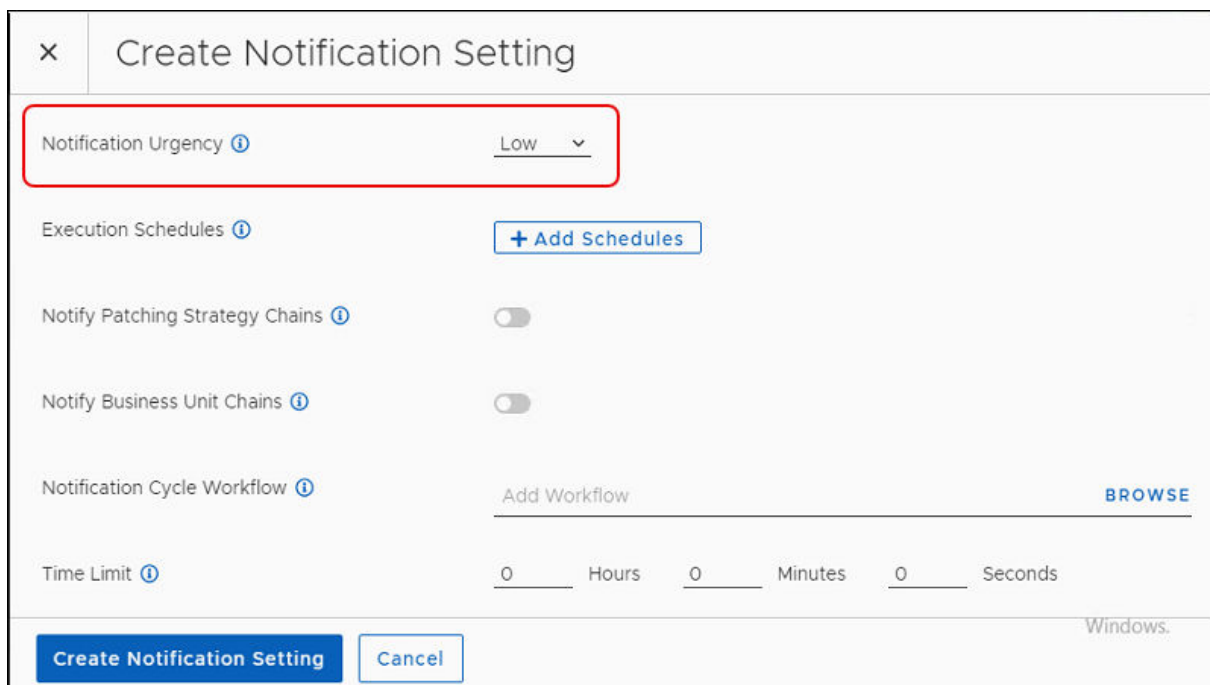 × Create Notification Setting
Notification Urgency Low
Execution Schedules + Add Schedules
Notify Patching Strategy Chains
Notify Business Unit Chains
Notification Cycle Workflow Add Workflow BROWSE
Time Limit 0 Hours 0 Minutes 0 Seconds
Windows.
Create Notification Setting Cancel